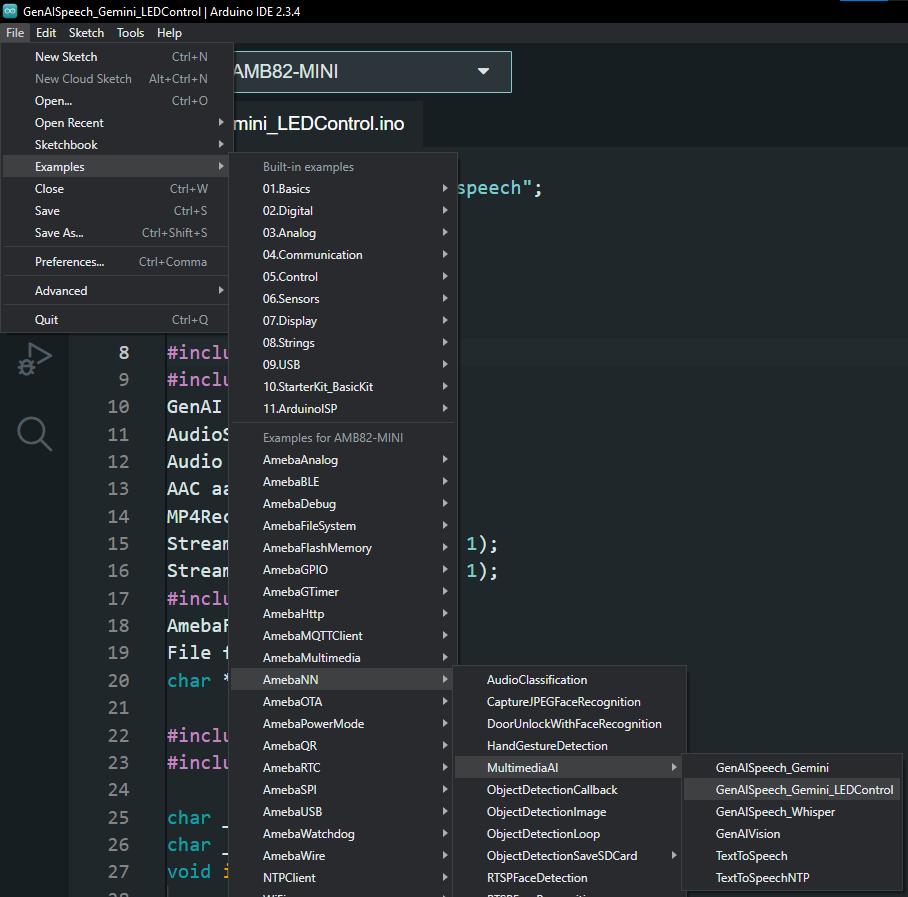 GenAISpeech_Gemini_LEDControl | Arduino IDE 2.3.4
File Edit Sketch Tools Help
New Sketch Ctrl+N
New Cloud Sketch Alt+Ctrl+N
Open... Ctrl+O
Open Recent
Sketchbook
Examples
Close Ctrl+W
Save Ctrl+S
Save As... Ctrl+Shift+S
Preferences... Ctrl+Comma
Advanced
Quit Ctrl+Q
AMB82-MINI
mini_LEDControl.ino
Built-in examples
01.Basics
02.Digital
03.Analog
04.Communication
05.Control
06.Sensors
07.Display
08.Strings
09.USB
10.StarterKit_BasicKit
11.ArduinoISP
Examples for AMB82-MINI
AmebaAnalog
AmebaBLE
AmebaDebug
AmebaFileSystem
AmebaFlashMemory
AmebaGPIO
AmebaGTimer
AmebaHttp
AmebaMQTTClient
AmebaMultimedia
AmebaNN
AmebaOTA
AmebaPowerMode
AmebaQR
AmebaRTC
AmebaSPI
AmebaUSB
AmebaWatchdog
AmebaWire
NTPClient
AudioClassification
CaptureJPEGFaceRecognition
DoorUnlockWithFaceRecognition
HandGestureDetection
MultimediaAI
ObjectDetectionCallback
ObjectDetectionImage
ObjectDetectionLoop
ObjectDetectionSaveSDCard
RTSPFaceDetection
GenAISpeech_Gemini
GenAISpeech_Gemini_LEDControl
GenAISpeech_Whisper
GenAIVision
TextToSpeech
TextToSpeechNTP
speech";
8 #inclu
9 #inclu
10 GenAI
11 AudioS
12 Audio
13 AAC aa
14 MP4Rec
15 Stream 1);
16 Stream 1);
17 #inclu
18 AmebaF
19 File f
20 char *
21
22 #inclu
23 #inclu
24
25 char _
26 char _
27 void i